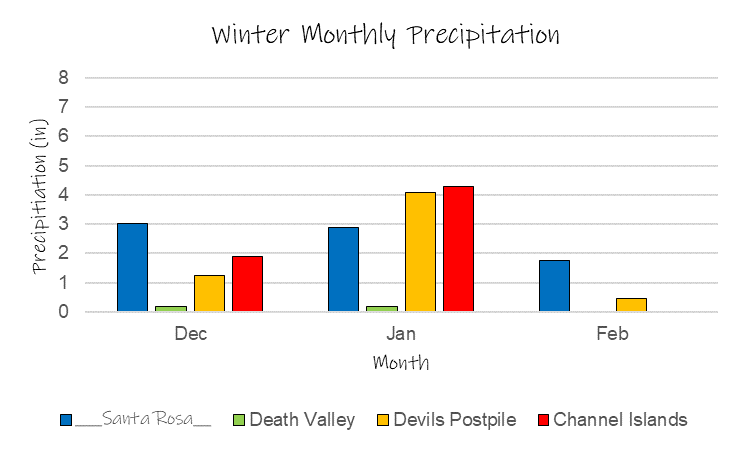 Winter Monthly Precipitation
Precipitiation (in)
8
7
6
5
4
3
2
1
0
Dec Jan Feb
Month
___Santa Rosa__ Death Valley Devils Postpile Channel Islands